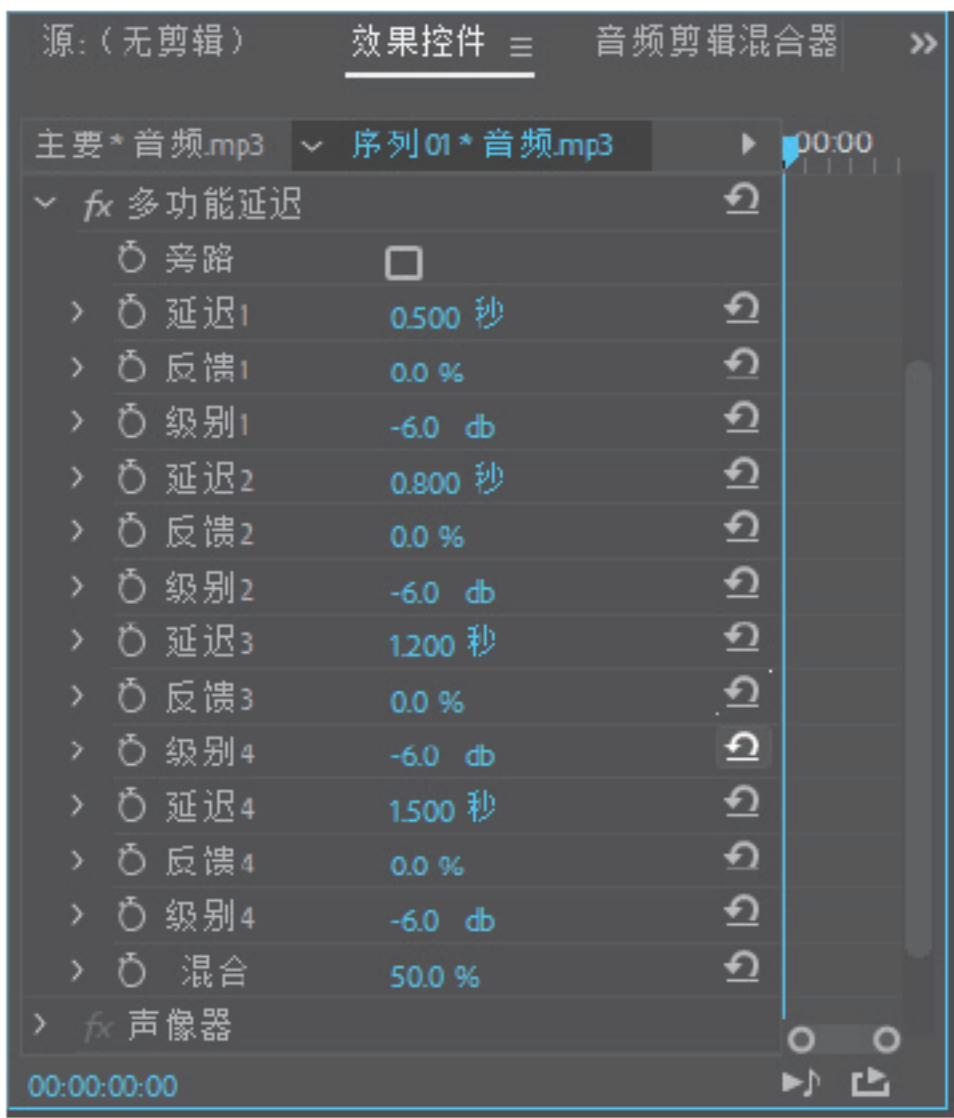 源:（无剪辑） 效果控件 音频剪辑混合器
主要*音频.mp3 序列01*音频.mp3 00:00
fx 多功能延迟
旁路
延迟1 0.500 秒
反馈1 0.0 %
级别1 -6.0 db
延迟2 0.800 秒
反馈2 0.0 %
级别2 -6.0 db
延迟3 1.200 秒
反馈3 0.0 %
级别4 -6.0 db
延迟4 1.500 秒
反馈4 0.0 %
级别4 -6.0 db
混合 50.0 %
fx 声像器
00:00:00:00